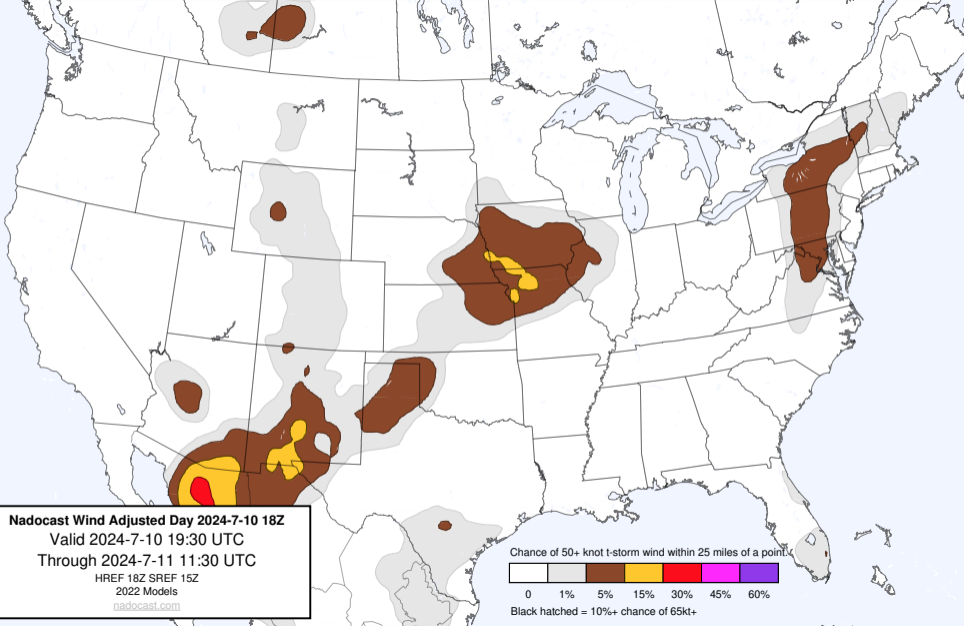 Nadocast Wind Adjusted Day 2024-7-10 18Z
Valid 2024-7-10 19:30 UTC
Through 2024-7-11 11:30 UTC
HREF 18Z SREF 15Z
2022 Models
nadocast.com
Chance of 50+ knot t-storm wind within 25 miles of a point.
0 1% 5% 15% 30% 45% 60%
Black hatched = 10%+ chance of 65kt+